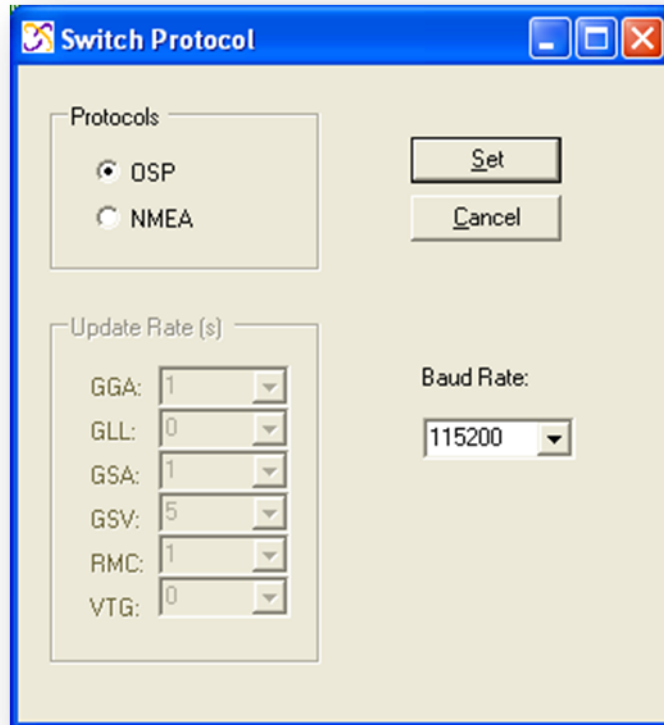 Switch Protocol
Protocols
OSP
NMEA
Set
Cancel
Update Rate (s)
GGA: 1
GLL: 0
GSA: 1
GSV: 5
RMC: 1
VTG: 0
Baud Rate:
115200